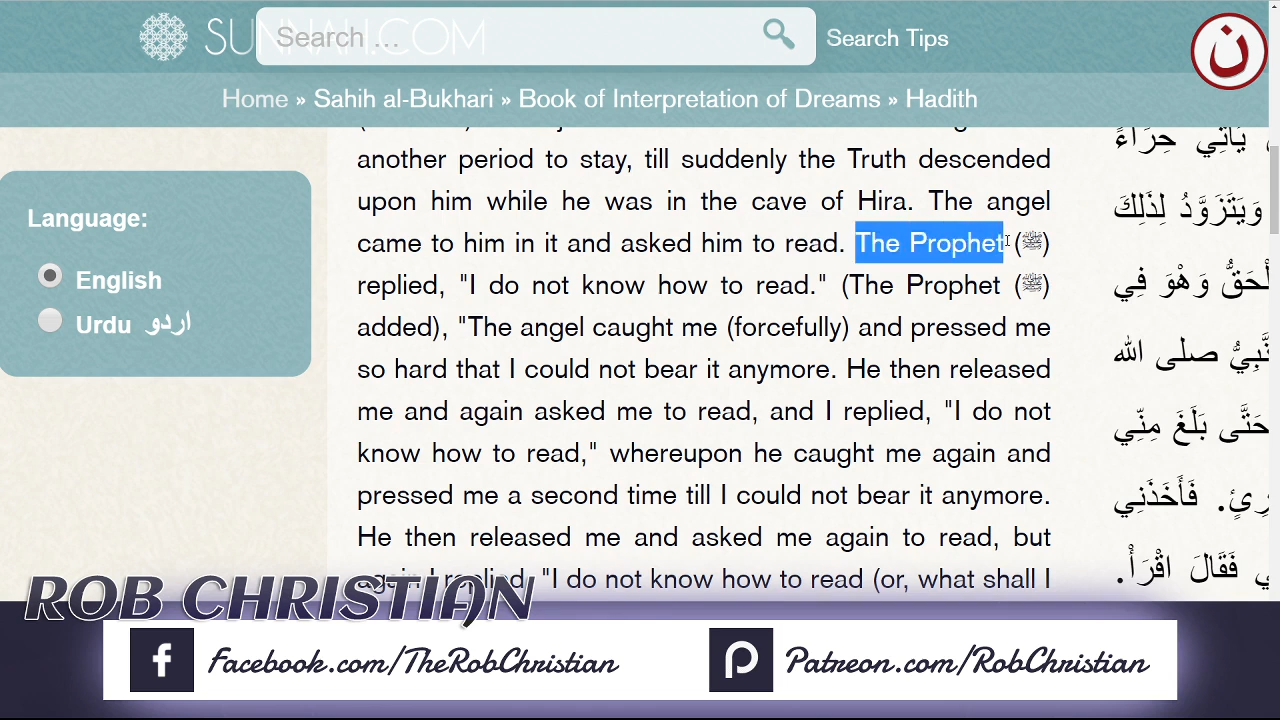 SUNNAH.COM
Search ...
Search Tips
ن
Home » Sahih al-Bukhari » Book of Interpretation of Dreams » Hadith
another period to stay, till suddenly the Truth descended
upon him while he was in the cave of Hira. The angel
came to him in it and asked him to read. The Prophet (ﷺ)
replied, "I do not know how to read." (The Prophet (ﷺ)
added), "The angel caught me (forcefully) and pressed me
so hard that I could not bear it anymore. He then released
me and again asked me to read, and I replied, "I do not
know how to read," whereupon he caught me again and
pressed me a second time till I could not bear it anymore.
He then released me and asked me again to read, but
again I replied, "I do not know how to read (or, what shall I
Language:
English
Urdu اردو
يَأْتِي حِرَاءً
وَيَتَزَوَّدُ لِذَلِكَ
الْحَقُّ وَهْوَ فِي
النَّبِيُّ صلى الله
حَتَّى بَلَغَ مِنِّي
فَأَخَذَنِي
فَقَالَ اقْرَأْ.
ROB CHRISTIAN
Facebook.com/TheRobChristian
Patreon.com/RobChristian